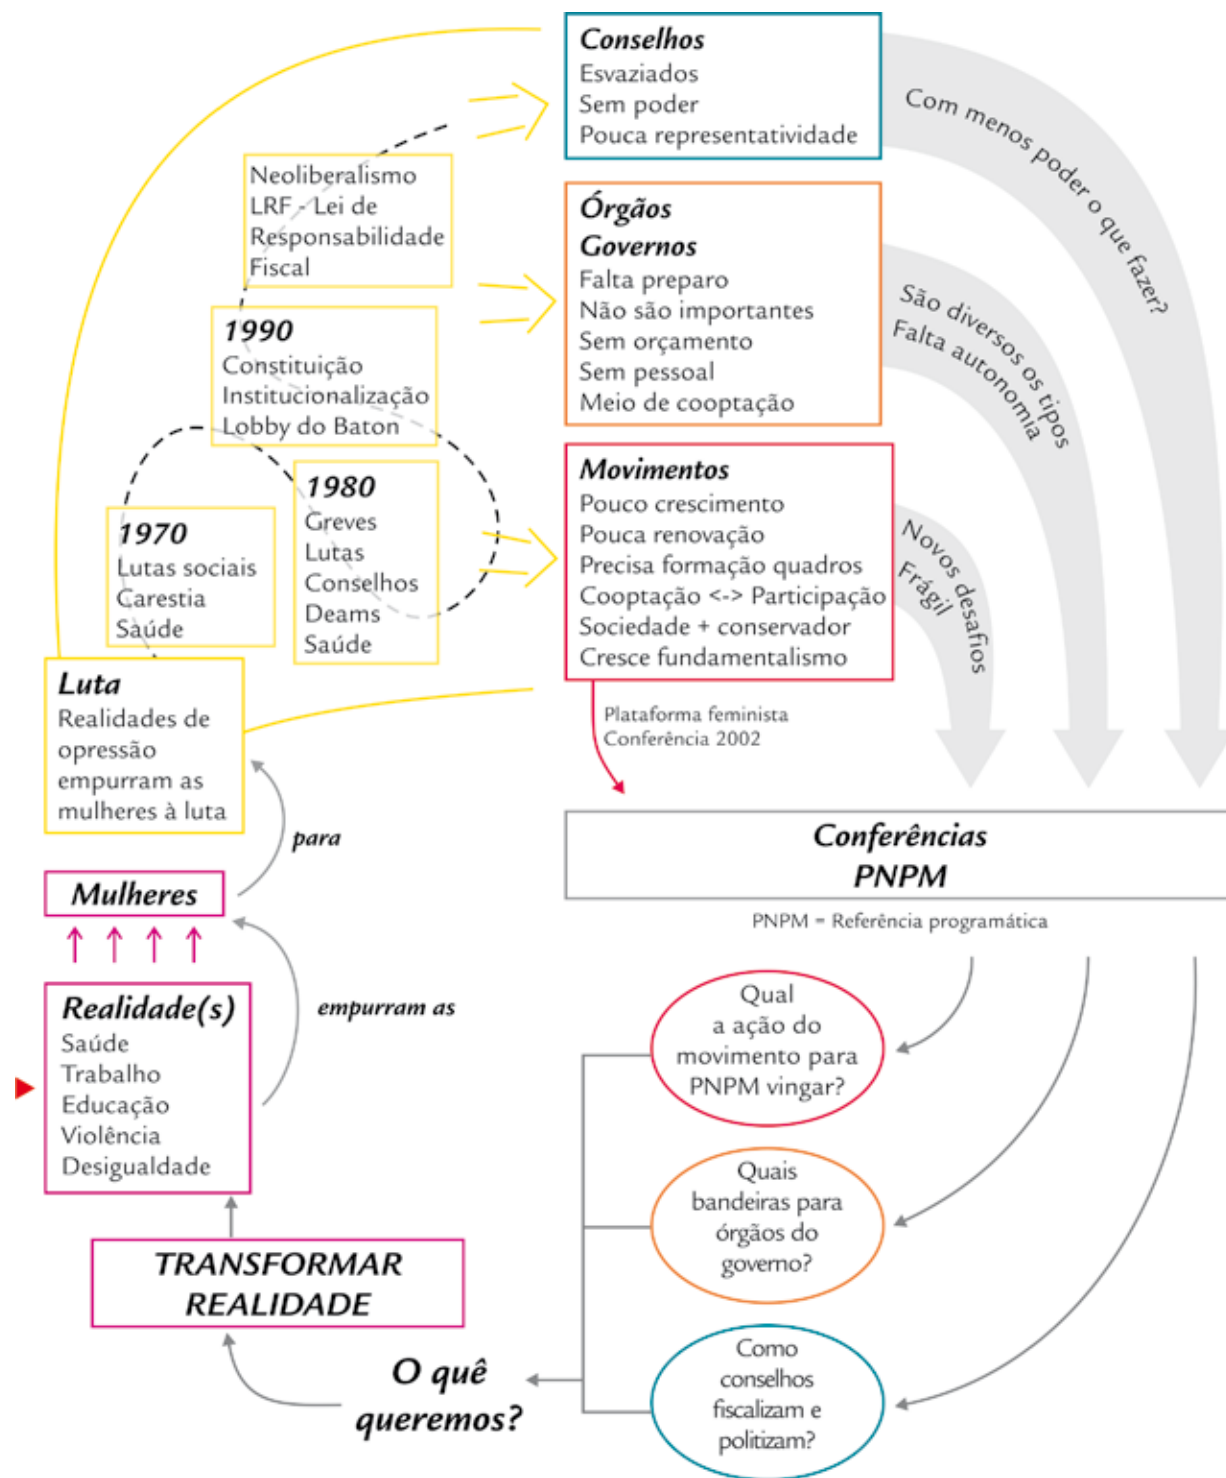 Conselhos
Esvaziados
Sem poder
Pouca representatividade
Com menos poder o que fazer?
Neoliberalismo
LRF - Lei de
Responsabilidade
Fiscal
Órgãos
Governos
Falta preparo
Não são importantes
Sem orçamento
Sem pessoal
Meio de cooptação
São diversos os tipos
Falta autonomia
1990
Constituição
Institucionalização
Lobby do Baton
1980
Greves
Lutas
Conselhos
Deams
Saúde
1970
Lutas sociais
Carestia
Saúde
Movimentos
Pouco crescimento
Pouca renovação
Precisa formação quadros
Cooptação <-> Participação
Sociedade + conservador
Cresce fundamentalismo
Novos desafios
Frágil
Luta
Realidades de
opressão
empurram as
mulheres à luta
Plataforma feminista
Conferência 2002
para
Conferências
PNPM
PNPM = Referência programática
Mulheres
empurram as
Realidade(s)
Saúde
Trabalho
Educação
Violência
Desigualdade
Qual
a ação do
movimento para
PNPM vingar?
Quais
bandeiras para
órgãos do
governo?
Como
conselhos
fiscalizam e
politizam?
TRANSFORMAR
REALIDADE
O quê
queremos?